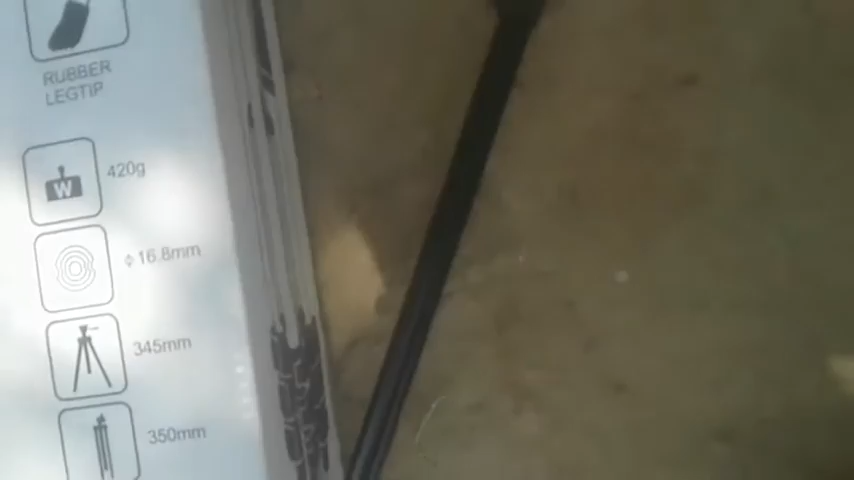 RUBBER
LEGTIP
W
420g
ϕ16.8mm
345mm
350mm